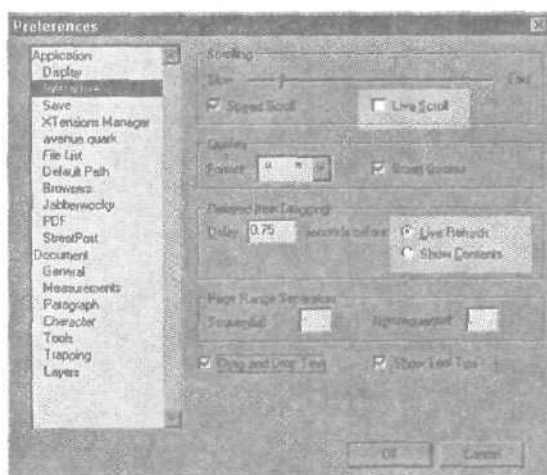 Preferences
Application
Display
Interactive
Save
XTensions Manager
avenue.quark
File List
Default Path
Browsers
Jabberwocky
PDF
StreetPost
Document
General
Measurements
Paragraph
Character
Tools
Trapping
Layers
Scrolling
Slow Fast
Speed Scroll Live Scroll
Quotes
Format: " " Smart Quotes
Delayed Item Dragging
Delay 0.75 seconds before: Live Refresh
Show Contents
Page Range Separators
Sequential:
Drag and Drop Text Show Tool Tips
OK Cancel